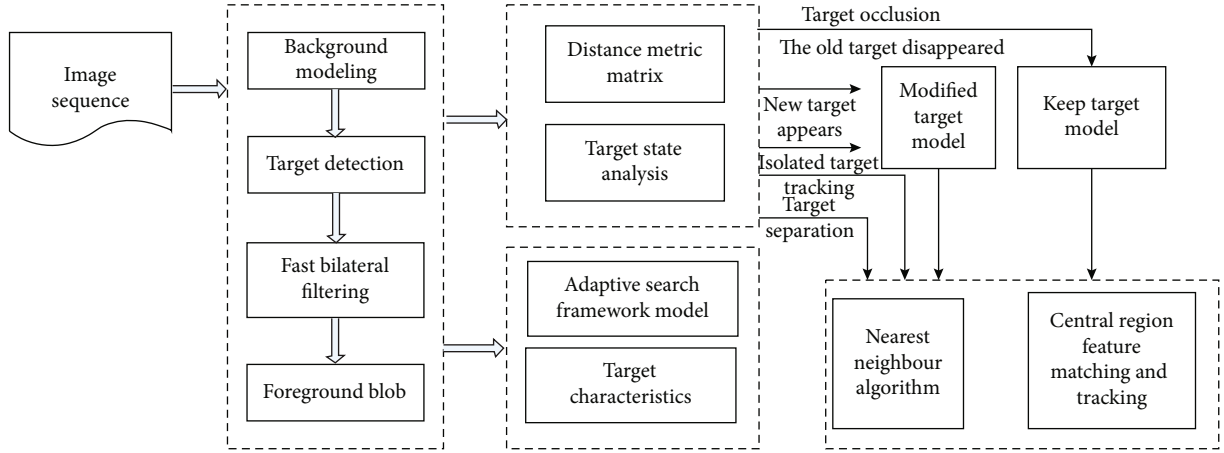 Image
sequence
Background
modeling
Target detection
Fast bilateral
filtering
Foreground blob
Distance metric
matrix
Target state
analysis
Adaptive search
framework model
Target
characteristics
Target occlusion
The old target disappeared
New target
appears
Isolated target
tracking
Target
separation
Modified
target
model
Keep target
model
Nearest
neighbour
algorithm
Central region
feature
matching and
tracking